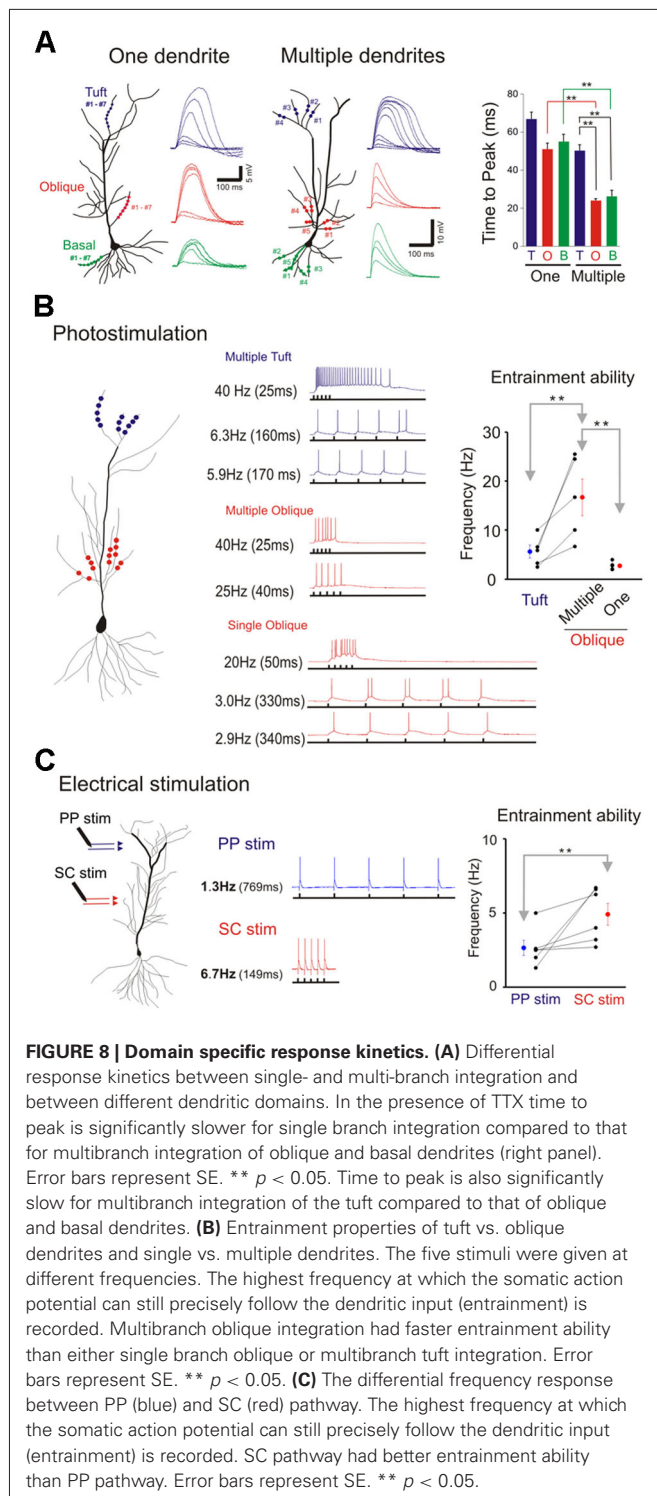 A
One dendrite
Multiple dendrites
Tuft
#1 - #7
Oblique
#1 - #7
Basal
#1 - #7
100 ms
5 mV
#2
#3
#1
#4
#3
#4
#2
#5
#1
#2
#5
#1
#3
#4
100 ms
10 mV
Time to Peak (ms)
80
60
40
20
0
**
**
**
**
T O B T O B
One Multiple
B
Photostimulation
Multiple Tuft
40 Hz (25ms)
6.3Hz (160ms)
5.9Hz (170 ms)
Multiple Oblique
40Hz (25ms)
25Hz (40ms)
Single Oblique
20Hz (50ms)
3.0Hz (330ms)
2.9Hz (340ms)
Entrainment ability
**
**
Frequency (Hz)
30
20
10
0
Tuft
Multiple
One
Oblique
C
Electrical stimulation
PP stim
SC stim
PP stim
1.3Hz (769ms)
SC stim
6.7Hz (149ms)
Entrainment ability
**
Frequency (Hz)
10
5
0
PP stim SC stim
FIGURE 8 | Domain specific response kinetics. (A) Differential
response kinetics between single- and multi-branch integration and
between different dendritic domains. In the presence of TTX time to
peak is significantly slower for single branch integration compared to that
for multibranch integration of oblique and basal dendrites (right panel).
Error bars represent SE. ** p < 0.05. Time to peak is also significantly
slow for multibranch integration of the tuft compared to that of oblique
and basal dendrites. (B) Entrainment properties of tuft vs. oblique
dendrites and single vs. multiple dendrites. The five stimuli were given at
different frequencies. The highest frequency at which the somatic action
potential can still precisely follow the dendritic input (entrainment) is
recorded. Multibranch oblique integration had faster entrainment ability
than either single branch oblique or multibranch tuft integration. Error
bars represent SE. ** p < 0.05. (C) The differential frequency response
between PP (blue) and SC (red) pathway. The highest frequency at which
the somatic action potential can still precisely follow the dendritic input
(entrainment) is recorded. SC pathway had better entrainment ability
than PP pathway. Error bars represent SE. ** p < 0.05.